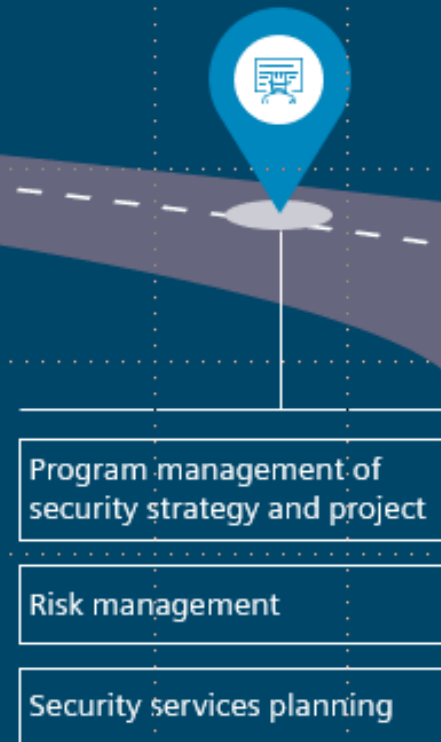 Program management of
security strategy and project
Risk management
Security services planning